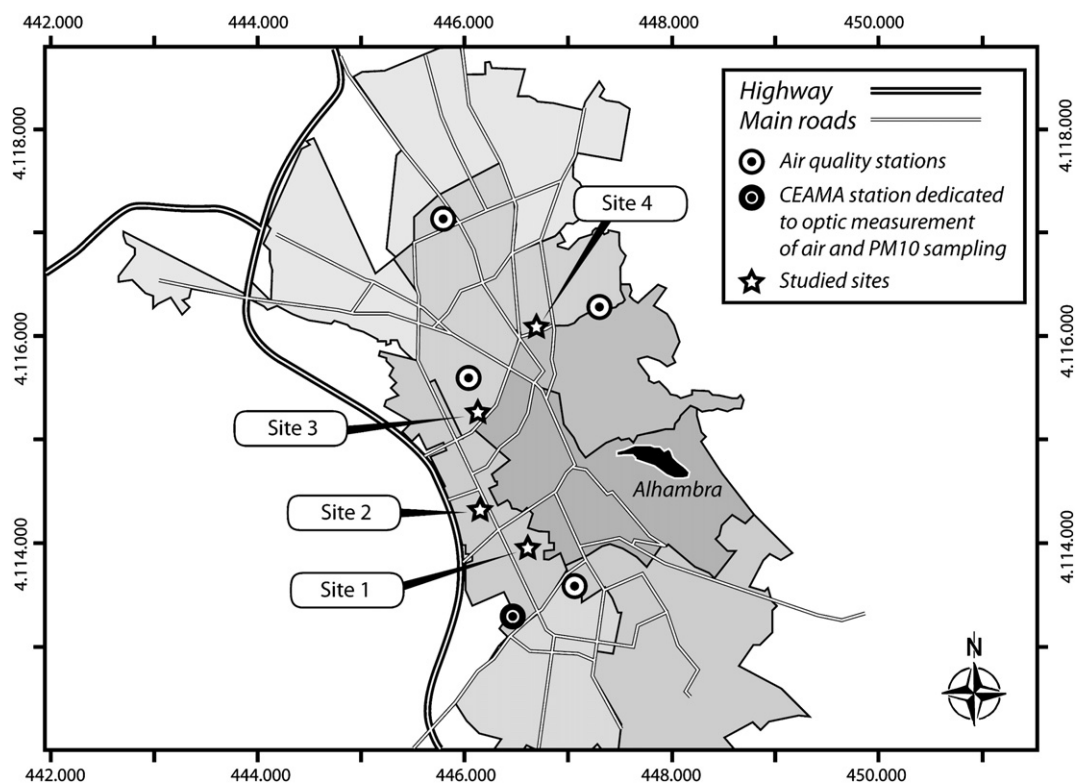 442.000
444.000
446.000
448.000
450.000
4.118.000
4.116.000
4.114.000
Highway
Main roads
Air quality stations
CEAMA station dedicated
to optic measurement
of air and PM10 sampling
Studied sites
Site 4
Site 3
Site 2
Site 1
Alhambra
N
4.118.000
4.116.000
4.114.000
442.000
444.000
446.000
448.000
450.000